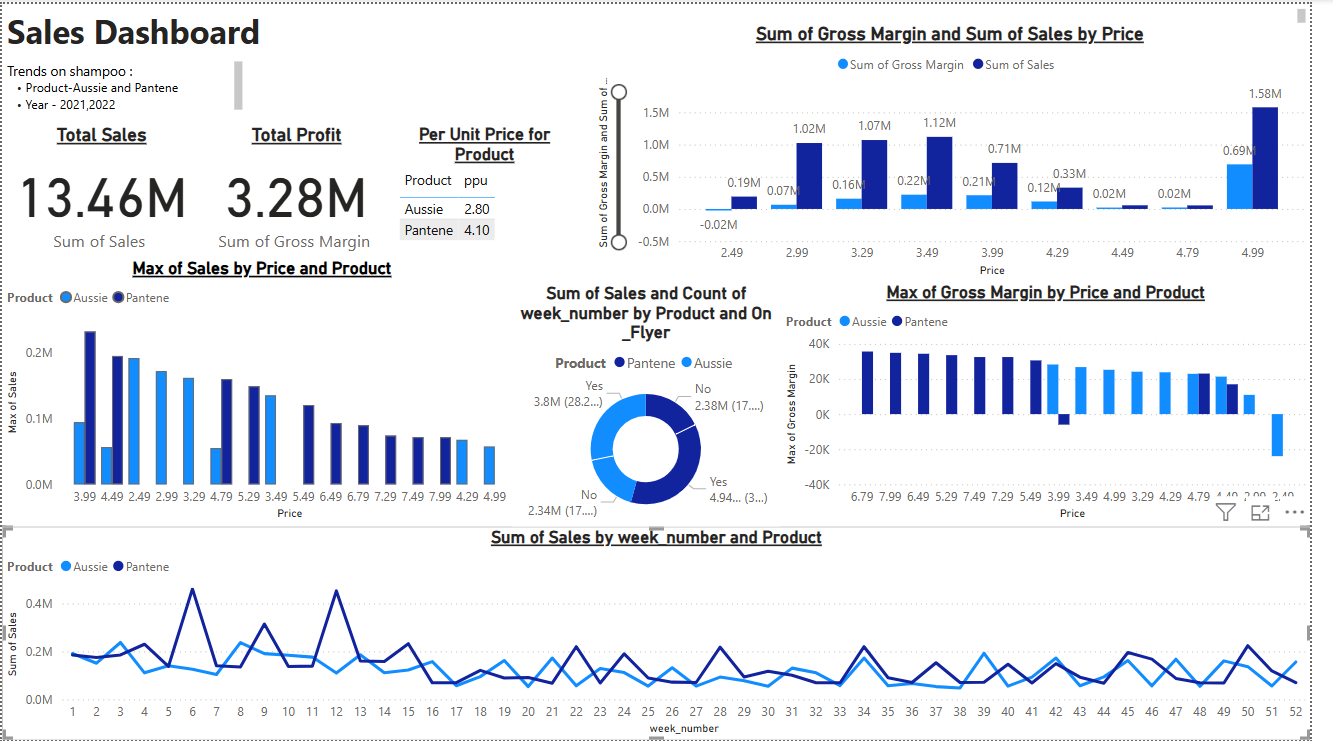 Sales Dashboard
Trends on shampoo :
• Product-Aussie and Pantene
• Year - 2021,2022
Total Sales
13.46M
Sum of Sales
Total Profit
3.28M
Sum of Gross Margin
Per Unit Price for
Product
Product ppu
Aussie 2.80
Pantene 4.10
Sum of Gross Margin and Sum of Sales by Price
Sum of Gross Margin Sum of Sales
Sum of Gross Margin and Sum of ...
1.5M
1.0M
0.5M
0.0M
-0.5M
-0.02M 0.19M 0.07M 1.02M 0.16M 1.07M 0.22M 1.12M 0.21M 0.71M 0.12M 0.33M 0.02M 0.02M 0.69M 1.58M
2.49 2.99 3.29 3.49 3.99 4.29 4.49 4.79 4.99
Price
Max of Sales by Price and Product
Product Aussie Pantene
Max of Sales
0.2M
0.1M
0.0M
3.99 4.49 2.49 2.99 3.29 4.79 5.29 3.49 5.49 6.49 6.79 7.29 7.49 7.99 4.29 4.99
Price
Sum of Sales and Count of
week_number by Product and On
_Flyer
Product Pantene Aussie
Yes
3.8M (28.2...)
No
2.38M (17....)
No
2.34M (17....)
Yes
4.94... (3...)
Max of Gross Margin by Price and Product
Product Aussie Pantene
Max of Gross Margin
40K
20K
0K
-20K
-40K
6.79 7.99 6.49 5.29 7.49 7.29 5.49 3.99 3.49 4.99 3.29 4.29 4.79 4.49 2.99 2.49
Price
Sum of Sales by week_number and Product
Product Aussie Pantene
Sum of Sales
0.4M
0.2M
0.0M
1 2 3 4 5 6 7 8 9 10 11 12 13 14 15 16 17 18 19 20 21 22 23 24 25 26 27 28 29 30 31 32 33 34 35 36 37 38 39 40 41 42 43 44 45 46 47 48 49 50 51 52
week_number